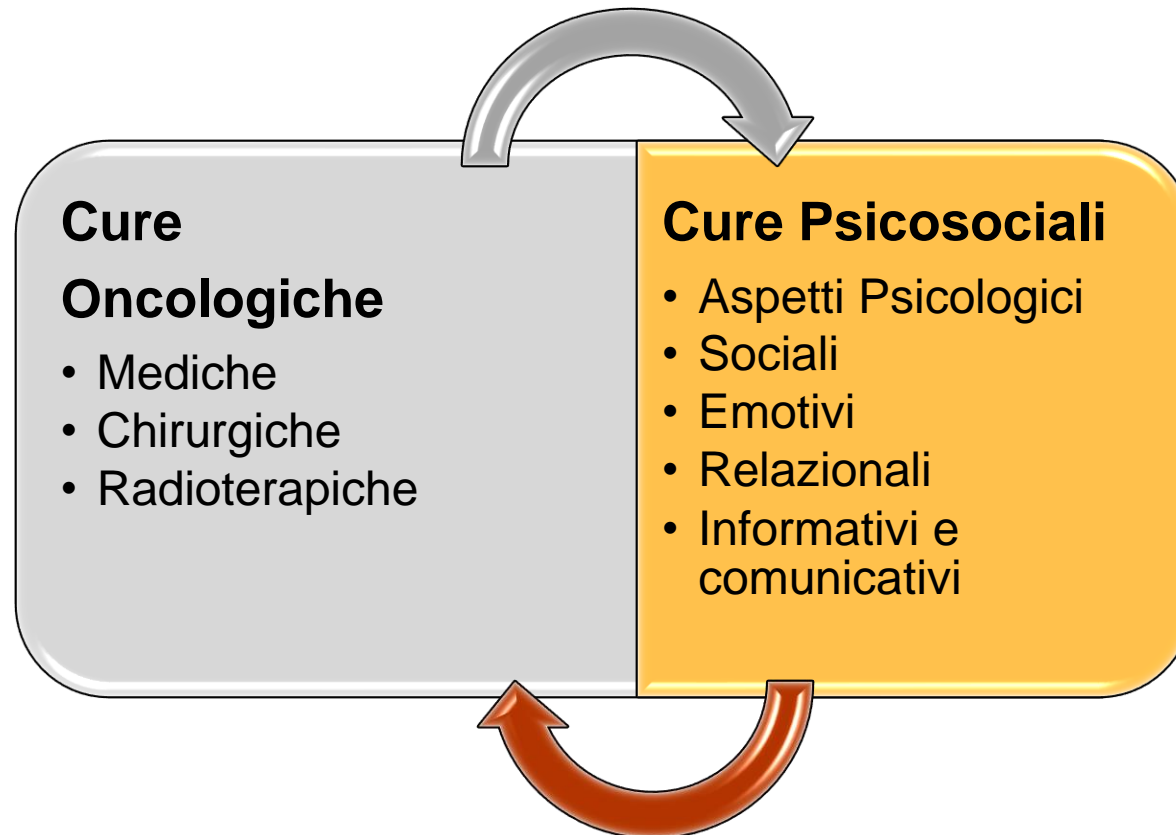 Cure
Oncologiche
• Mediche
• Chirurgiche
• Radioterapiche
Cure Psicosociali
• Aspetti Psicologici
• Sociali
• Emotivi
• Relazionali
• Informativi e
comunicativi